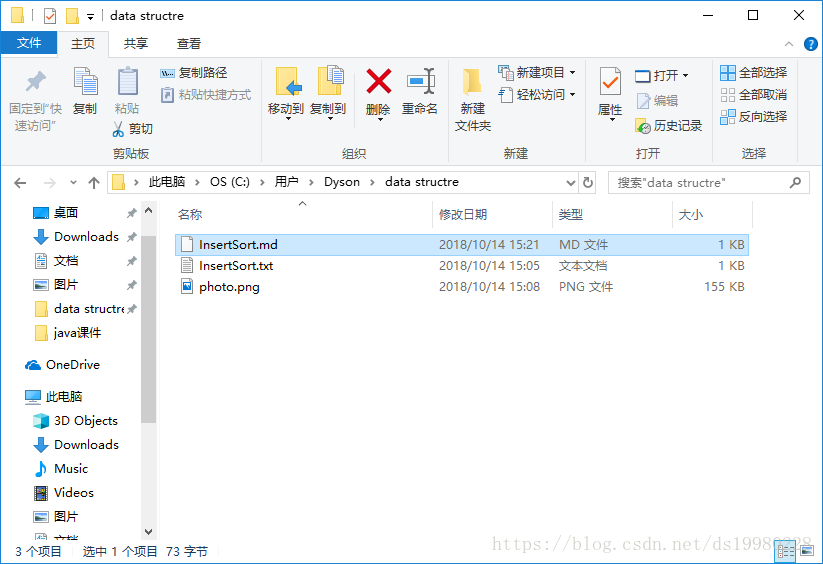 data structre
文件 主页 共享 查看
固定到"快速访问"
复制
粘贴
复制路径
粘贴快捷方式
剪切
剪贴板
移动到 复制到 删除 重命名
组织
新建文件夹
新建项目
轻松访问
新建
属性
打开
编辑
历史记录
打开
全部选择
全部取消
反向选择
选择
此电脑 > OS (C:) > 用户 > Dyson > data structre
搜索"data structre"
名称 修改日期 类型 大小
InsertSort.md 2018/10/14 15:21 MD 文件 1 KB
InsertSort.txt 2018/10/14 15:05 文本文档 1 KB
photo.png 2018/10/14 15:08 PNG 文件 155 KB
桌面
Downloads
文档
图片
data structre
java课件
OneDrive
此电脑
3D Objects
Downloads
Music
Videos
图片
文档
3 个项目 选中 1 个项目 73 字节